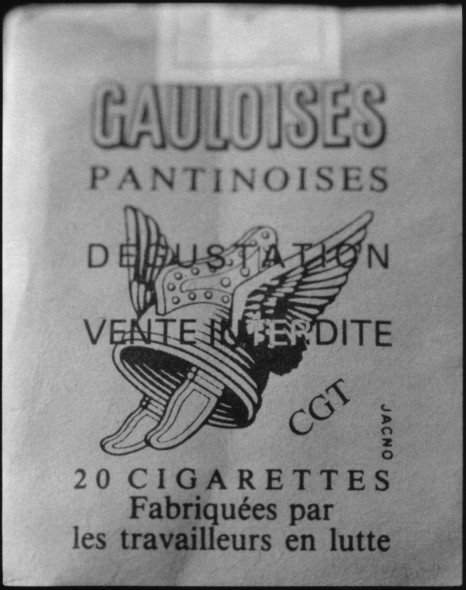 GAULOISES
PANTINOISES
DEGUSTATION
VENTE INTERDITE
CGT
JACNO
20 CIGARETTES
Fabriquées par
les travailleurs en lutte